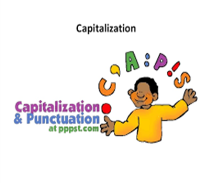 Capitalization
C, A : P ! S
Capitalization
& Punctuation
at pppst.com